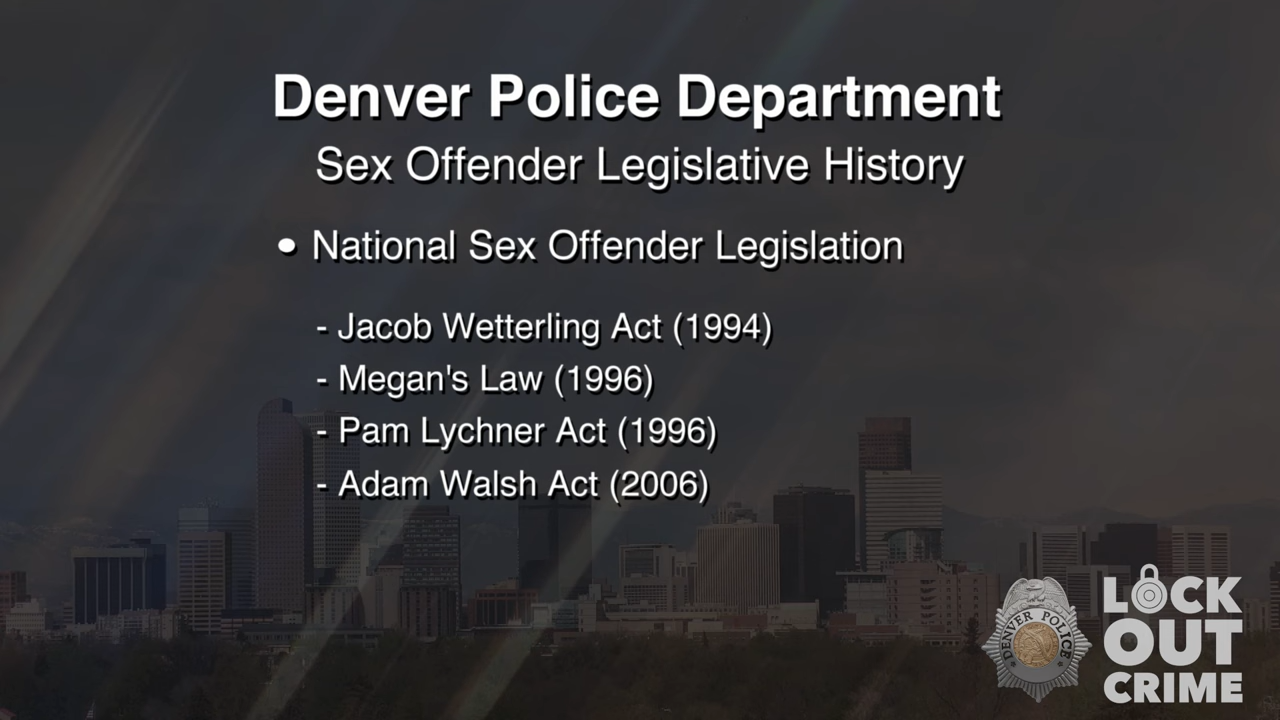 Denver Police Department
Sex Offender Legislative History
• National Sex Offender Legislation
- Jacob Wetterling Act (1994)
- Megan's Law (1996)
- Pam Lychner Act (1996)
- Adam Walsh Act (2006)
DENVER POLICE
LOCK
OUT
CRIME